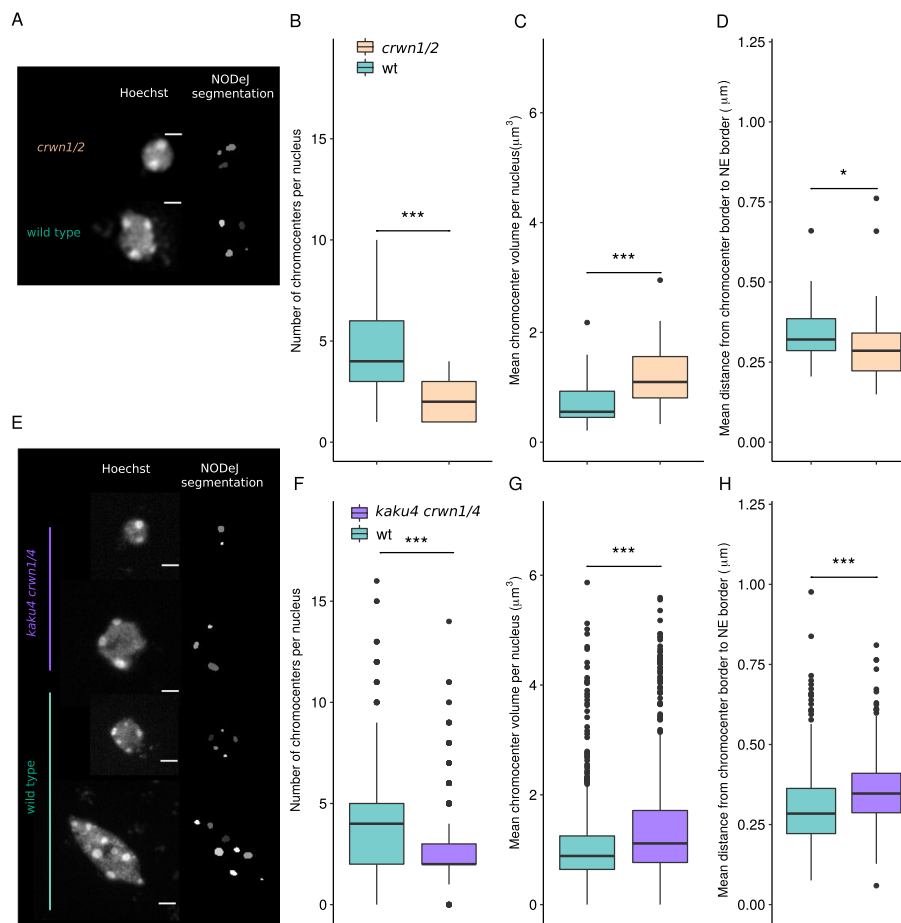 A
Hoechst
NODeJ
segmentation
crwn1/2
wild type
B
crwn1/2
wt
Number of chromocenters per nucleus
15
10
5
0
***
C
Mean chromocenter volume per nucleus(μm³)
6
4
2
0
***
D
Mean distance from chromocenter border to NE border ( μm)
1.25
1.00
0.75
0.50
0.25
0.00
*
E
Hoechst
NODeJ
segmentation
kaku4 crwn1/4
wild type
F
kaku4 crwn1/4
wt
Number of chromocenters per nucleus
15
10
5
0
***
G
Mean chromocenter volume per nucleus (μm³)
6
4
2
0
***
H
Mean distance from chromocenter border to NE border ( μm)
1.25
1.00
0.75
0.50
0.25
0.00
***